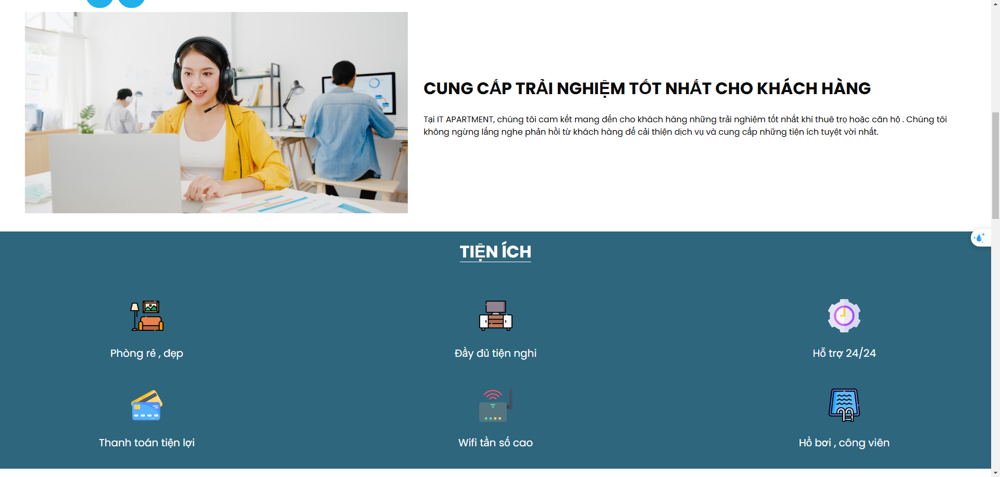 CUNG CẤP TRẢI NGHIỆM TỐT NHẤT CHO KHÁCH HÀNG
Tại IT APARTMENT, chúng tôi cam kết mang đến cho khách hàng những trải nghiệm tốt nhất khi thuê trọ hoặc căn hộ . Chúng tôi
không ngừng lắng nghe phản hồi từ khách hàng để cải thiện dịch vụ và cung cấp những tiện ích tuyệt vời nhất.
TIỆN ÍCH
Phòng rẻ , đẹp
Đầy đủ tiện nghi
Hỗ trợ 24/24
Thanh toán tiện lợi
Wifi tần số cao
Hồ bơi , công viên